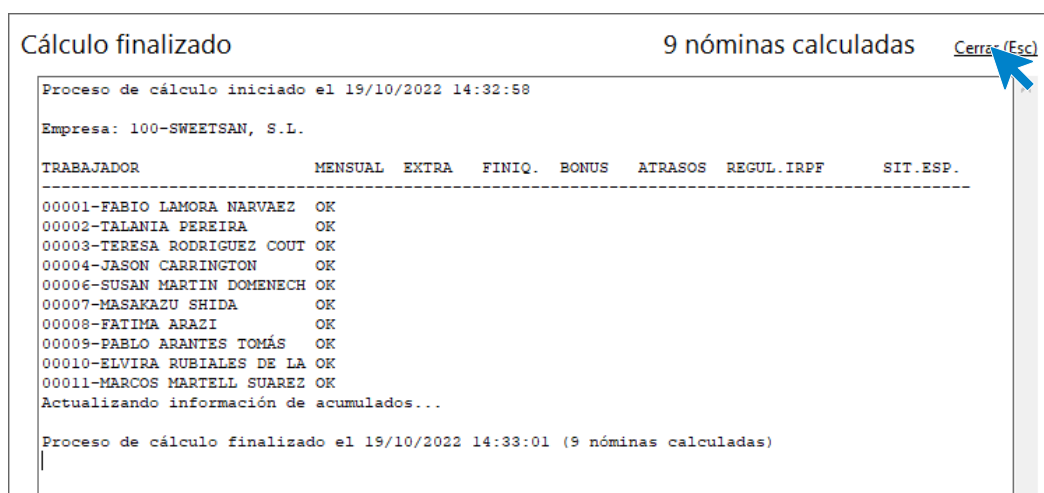 Cálculo finalizado 9 nóminas calculadas Cerrar (Esc)
Proceso de cálculo iniciado el 19/10/2022 14:32:58
Empresa: 100-SWEETSAN, S.L.
TRABAJADOR MENSUAL EXTRA FINIQ. BONUS ATRASOS REGUL.IRPF SIT.ESP.
------------------------------------------------------------------------------------------------
00001-FABIO LAMORA NARVAEZ OK
00002-TALANIA PEREIRA OK
00003-TERESA RODRIGUEZ COUT OK
00004-JASON CARRINGTON OK
00006-SUSAN MARTIN DOMENECH OK
00007-MASAKAZU SHIDA OK
00008-FATIMA ARAZI OK
00009-PABLO ARANTES TOMÁS OK
00010-ELVIRA RUBIALES DE LA OK
00011-MARCOS MARTELL SUAREZ OK
Actualizando información de acumulados...
Proceso de cálculo finalizado el 19/10/2022 14:33:01 (9 nóminas calculadas)